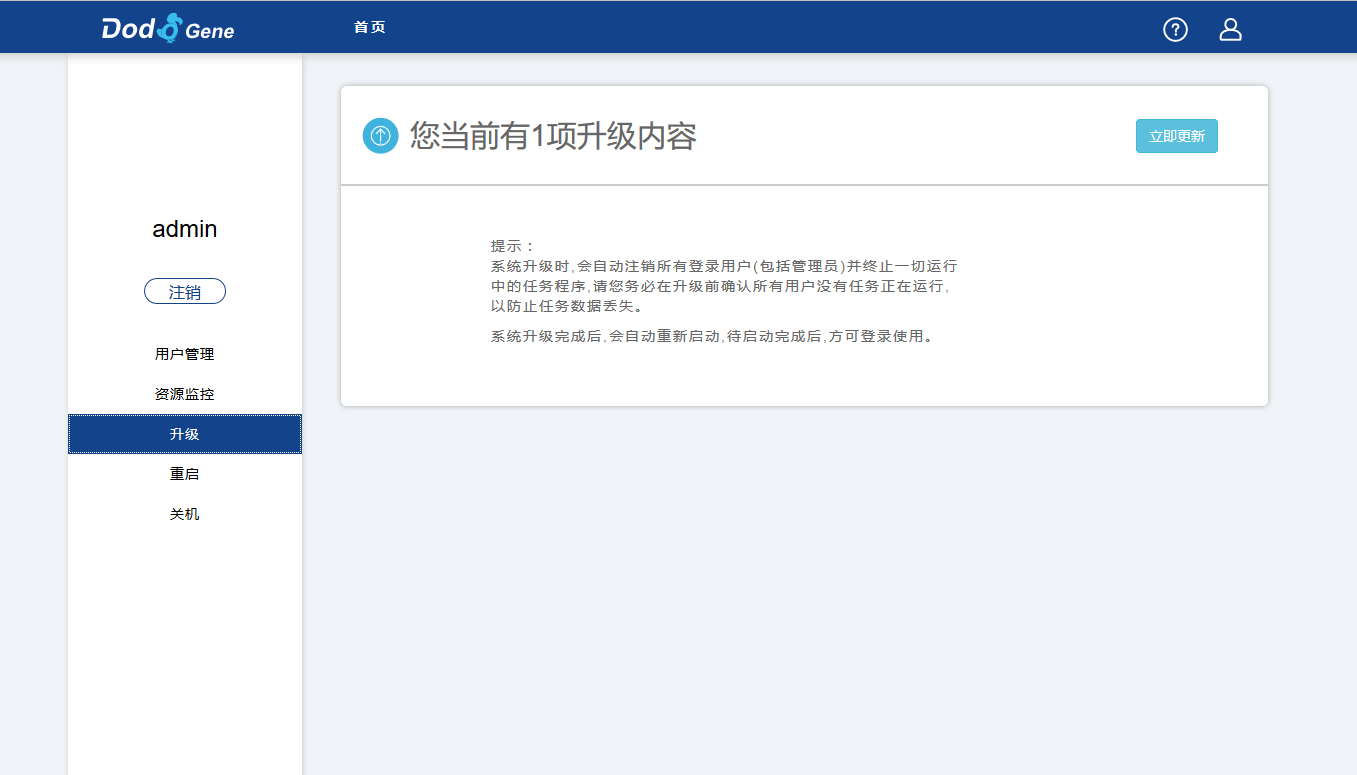 Dodo Gene
首页
?
admin
注销
用户管理
资源监控
升级
重启
关机
您当前有1项升级内容
立即更新
提示：
系统升级时,会自动注销所有登录用户(包括管理员)并终止一切运行
中的任务程序,请您务必在升级前确认所有用户没有任务正在运行,
以防止任务数据丢失。
系统升级完成后,会自动重新启动,待启动完成后,方可登录使用。